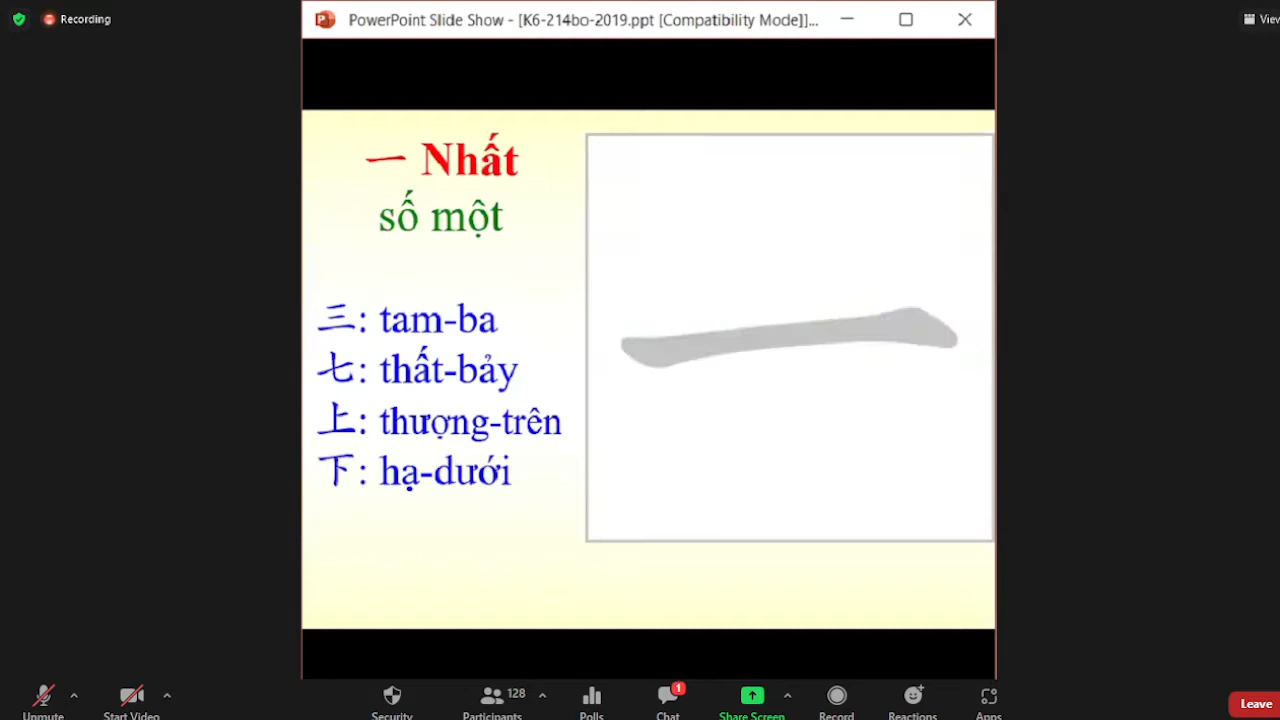 Recording
PowerPoint Slide Show - [K6-214bo-2019.ppt [Compatibility Mode]]...
View
一 Nhất
số một
三: tam-ba
七: thất-bảy
上: thượng-trên
下: hạ-dưới
Unmute
Start Video
Security
128
Participants
Polls
1
Chat
Share Screen
Record
Reactions
Apps
Leave